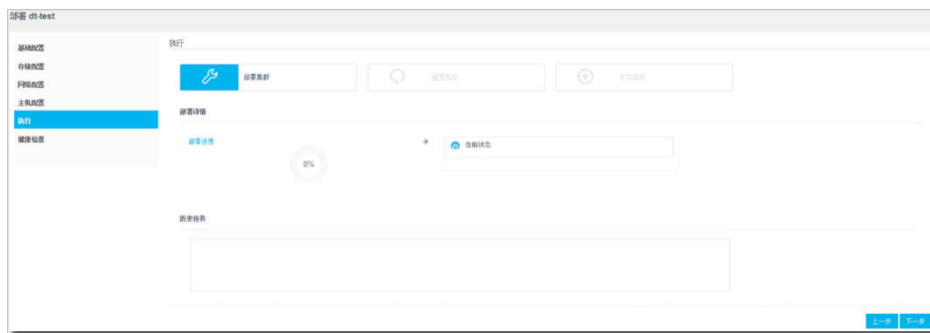 部署 dt-test
基础配置
存储配置
网络配置
主机配置
执行
健康检查
执行
部署集群
部署详情
部署进度
0%
当前状态
历史任务
上一步
下一步